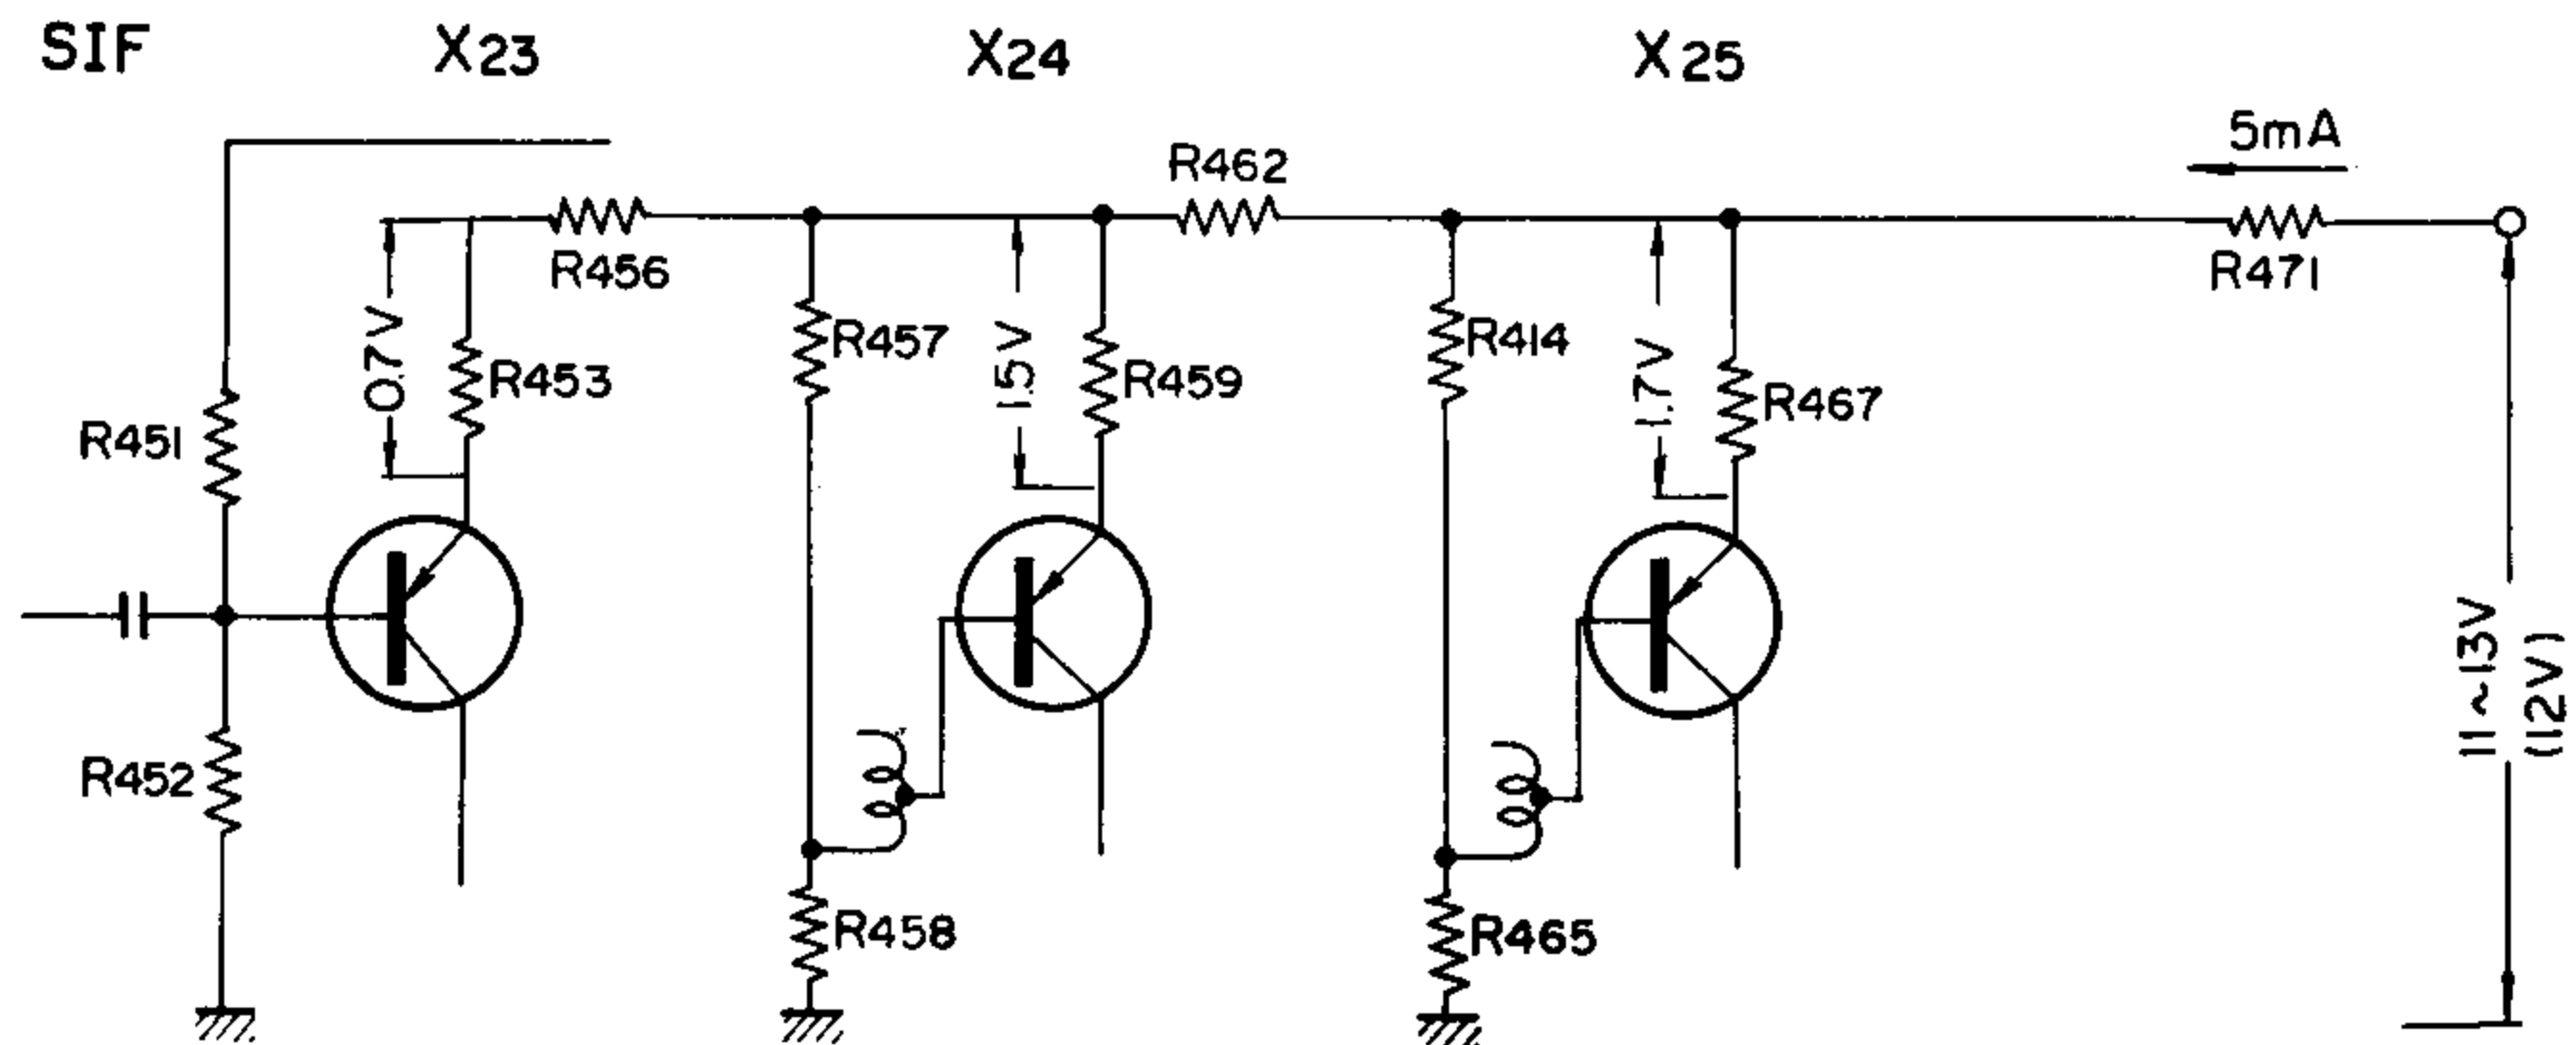 SIF X23 X24 X25
5mA
R462
R456
R471
0.7V
R453
R457
1.5V
R459
R414
1.7V
R467
R451
R452
R458
R465
11~13V
(12V)